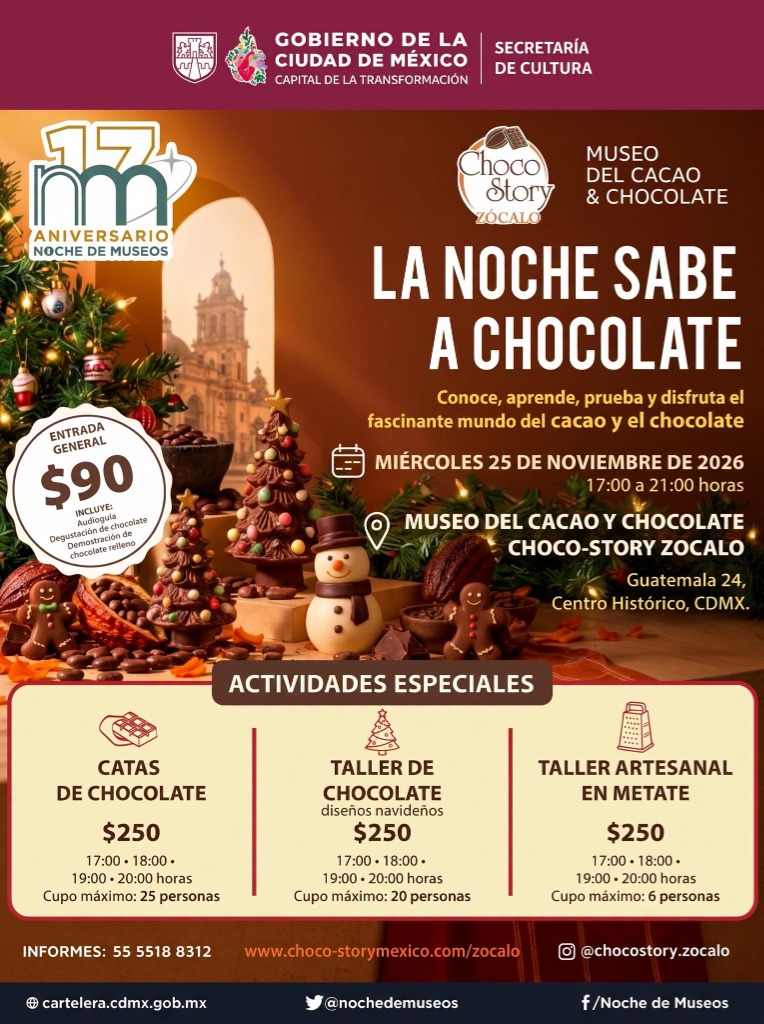 GOBIERNO DE LA
CIUDAD DE MÉXICO
CAPITAL DE LA TRANSFORMACIÓN
SECRETARÍA
DE CULTURA
17
nm
ANIVERSARIO
NOCHE DE MUSEOS
Choco
Story
ZÓCALO
MUSEO
DEL CACAO
& CHOCOLATE
LA NOCHE SABE
A CHOCOLATE
Conoce, aprende, prueba y disfruta el
fascinante mundo del cacao y el chocolate
ENTRADA
GENERAL
$90
INCLUYE:
Audioguía
Degustación de chocolate
Demostración de
chocolate relleno
MIÉRCOLES 25 DE NOVIEMBRE DE 2026
17:00 a 21:00 horas
MUSEO DEL CACAO Y CHOCOLATE
CHOCO-STORY ZOCALO
Guatemala 24,
Centro Histórico, CDMX.
ACTIVIDADES ESPECIALES
CATAS
DE CHOCOLATE
$250
17:00 • 18:00 •
19:00 • 20:00 horas
Cupo máximo: 25 personas
TALLER DE
CHOCOLATE
diseños navideños
$250
17:00 • 18:00 •
19:00 • 20:00 horas
Cupo máximo: 20 personas
TALLER ARTESANAL
EN METATE
$250
17:00 • 18:00 •
19:00 • 20:00 horas
Cupo máximo: 6 personas
INFORMES: 55 5518 8312
www.choco-storymexico.com/zocalo
@chocostory.zocalo
cartelera.cdmx.gob.mx
@nochedemuseos
/Noche de Museos